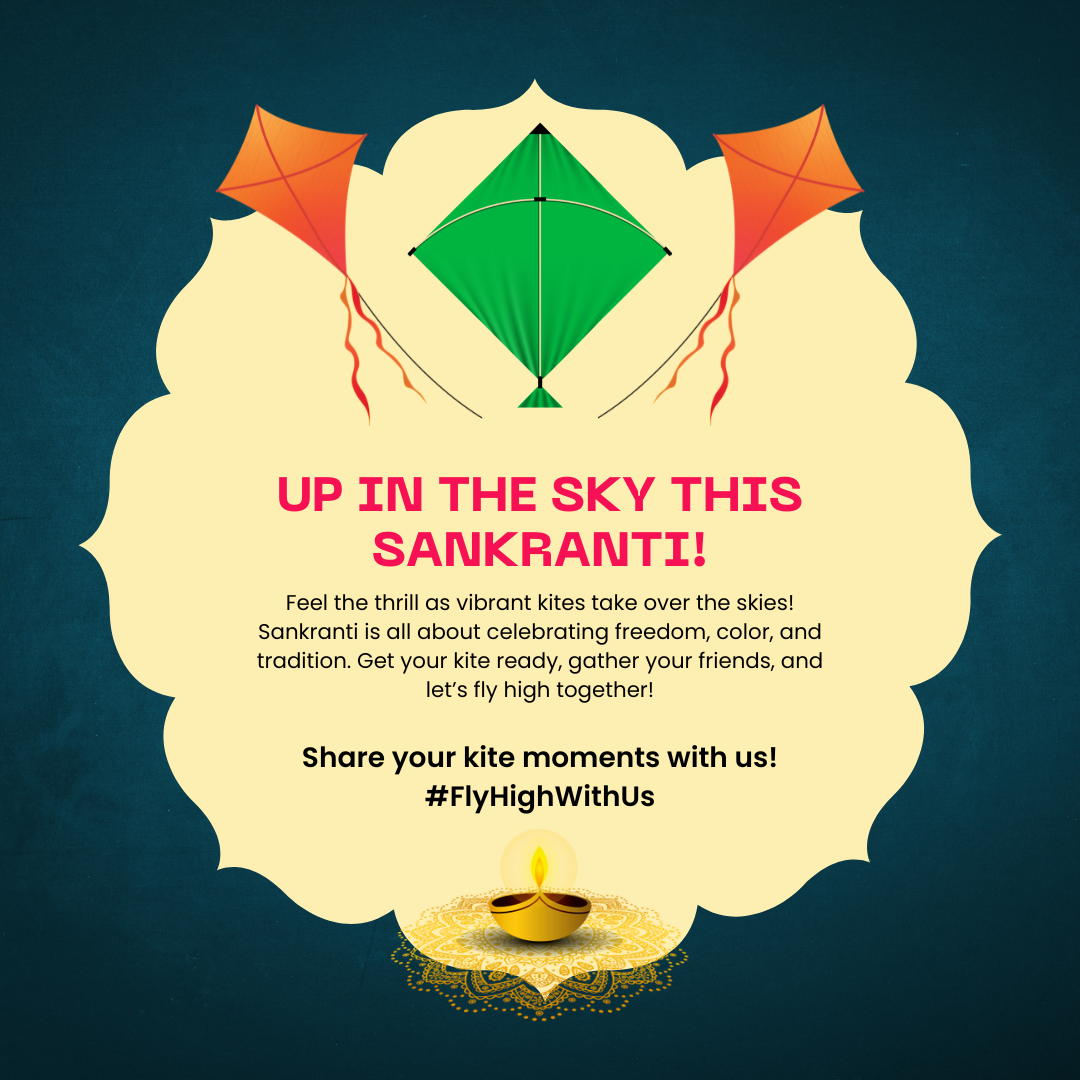 UP IN THE SKY THIS
SANKRANTI!
Feel the thrill as vibrant kites take over the skies!
Sankranti is all about celebrating freedom, color, and
tradition. Get your kite ready, gather your friends, and
let’s fly high together!
Share your kite moments with us!
#FlyHighWithUs